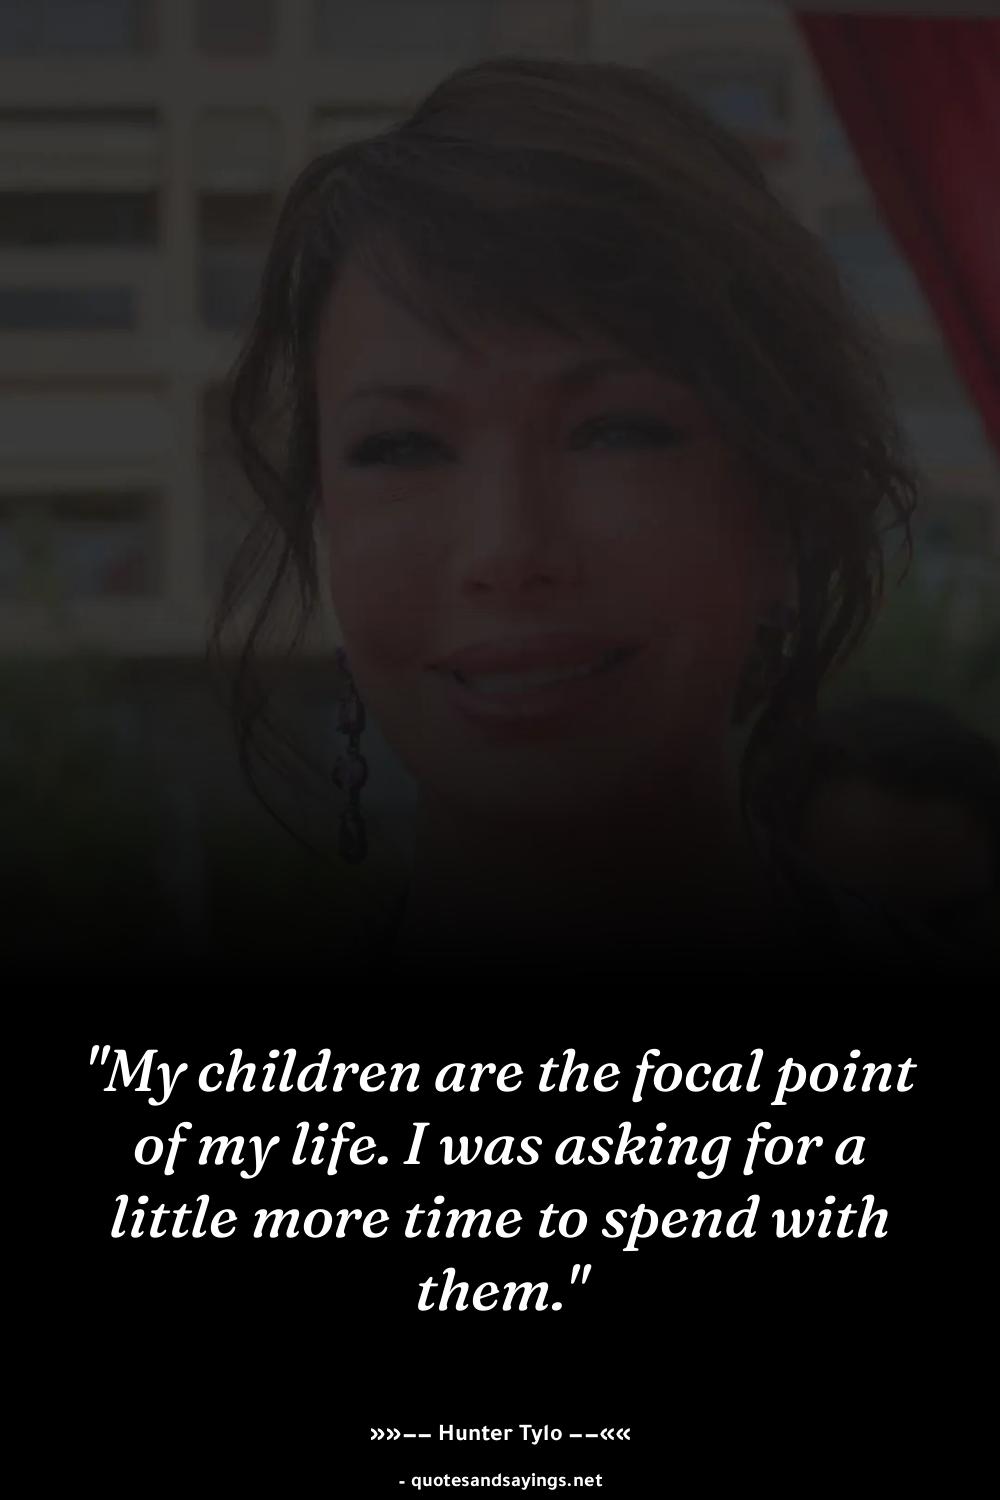 "My children are the focal point
of my life. I was asking for a
little more time to spend with
them."
»»−− Hunter Tylo −−««
- quotesandsayings.net